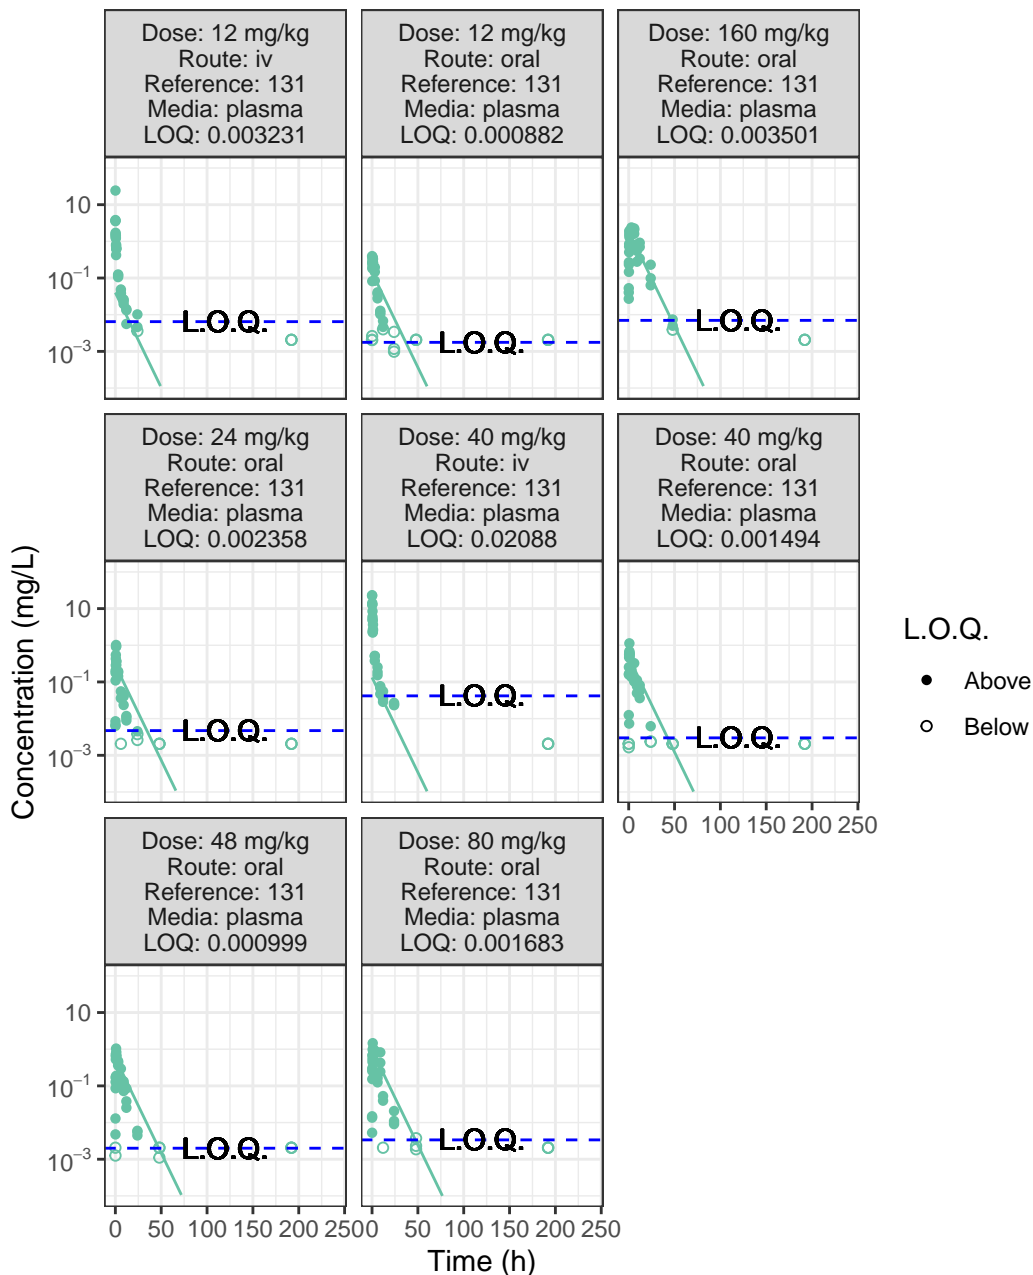 Dose: 12 mg/kg
Route: iv
Reference: 131
Media: plasma
LOQ: 0.003231
Dose: 12 mg/kg
Route: oral
Reference: 131
Media: plasma
LOQ: 0.000882
Dose: 160 mg/kg
Route: oral
Reference: 131
Media: plasma
LOQ: 0.003501
10
10⁻¹
10⁻³
L.O.Q.
L.O.Q.
L.O.Q.
Dose: 24 mg/kg
Route: oral
Reference: 131
Media: plasma
LOQ: 0.002358
Dose: 40 mg/kg
Route: iv
Reference: 131
Media: plasma
LOQ: 0.02088
Dose: 40 mg/kg
Route: oral
Reference: 131
Media: plasma
LOQ: 0.001494
10
10⁻¹
10⁻³
L.O.Q.
L.O.Q.
L.O.Q.
0 50 100 150 200 250
Dose: 48 mg/kg
Route: oral
Reference: 131
Media: plasma
LOQ: 0.000999
Dose: 80 mg/kg
Route: oral
Reference: 131
Media: plasma
LOQ: 0.001683
10
10⁻¹
10⁻³
L.O.Q.
L.O.Q.
0 50 100 150 200 250
0 50 100 150 200 250
Time (h)
Concentration (mg/L)
L.O.Q.
Above
Below